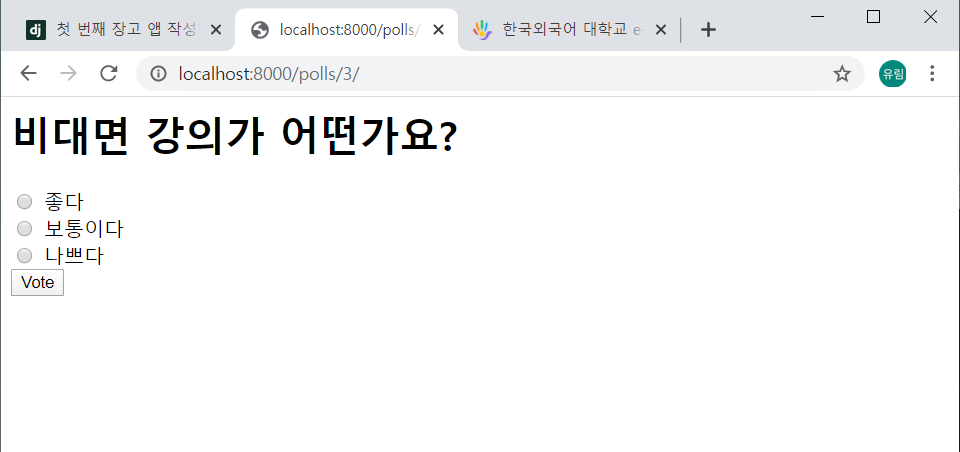 첫 번째 장고 앱 작성
localhost:8000/polls/
한국외국어 대학교 e
localhost:8000/polls/3/
유림
비대면 강의가 어떤가요?
좋다
보통이다
나쁘다
Vote